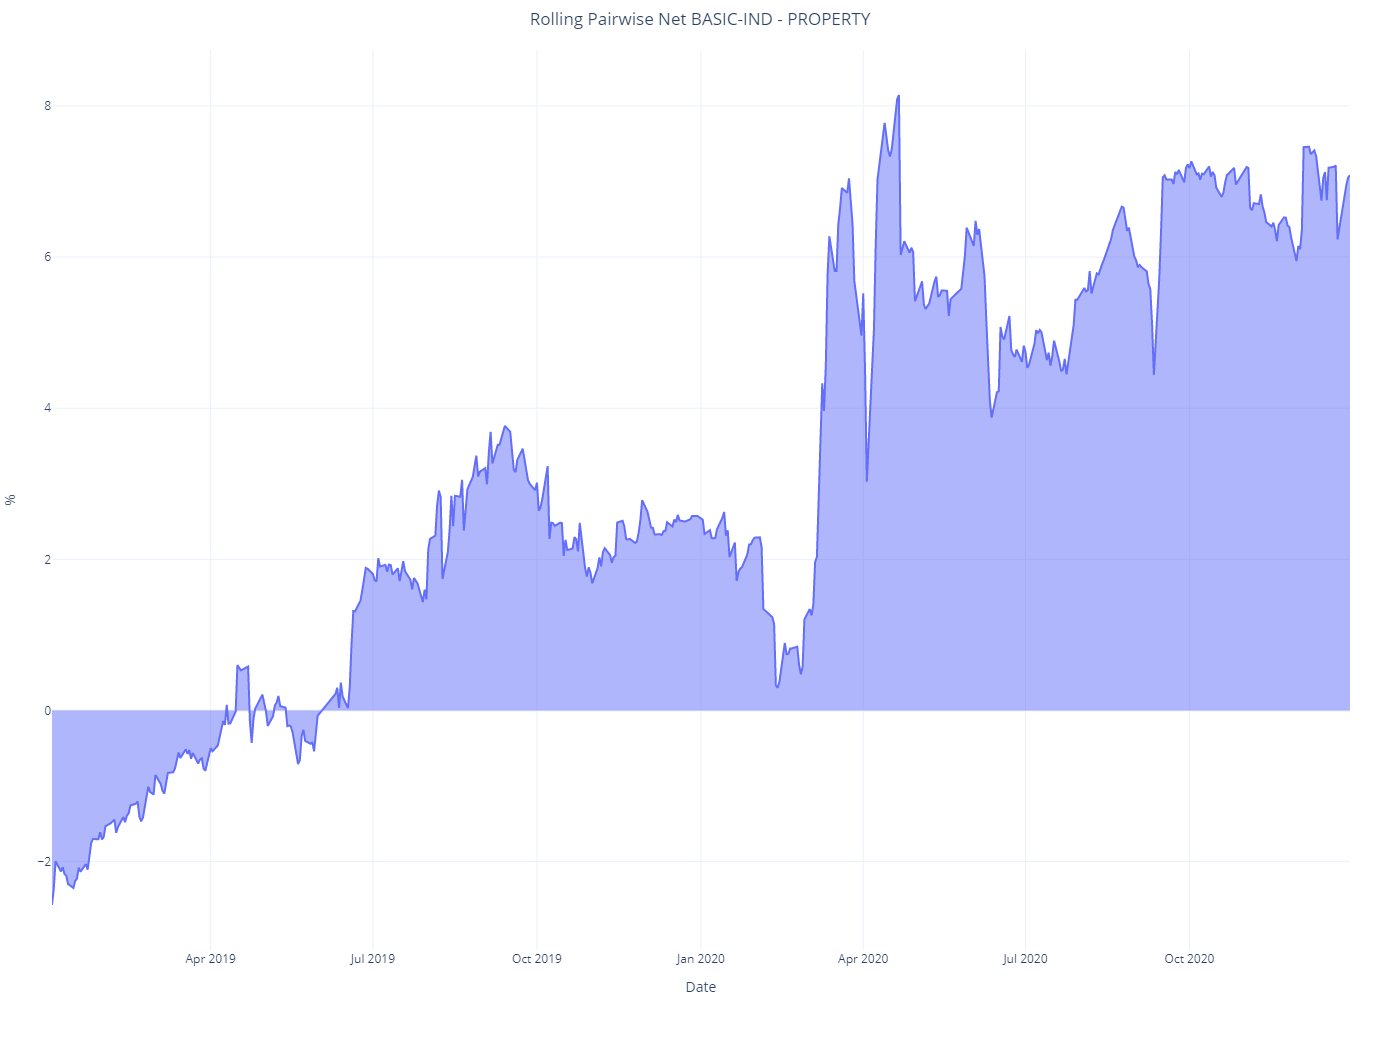 Rolling Pairwise Net BASIC-IND - PROPERTY
8
6
4
2
0
−2
%
Apr 2019 Jul 2019 Oct 2019 Jan 2020 Apr 2020 Jul 2020 Oct 2020
Date